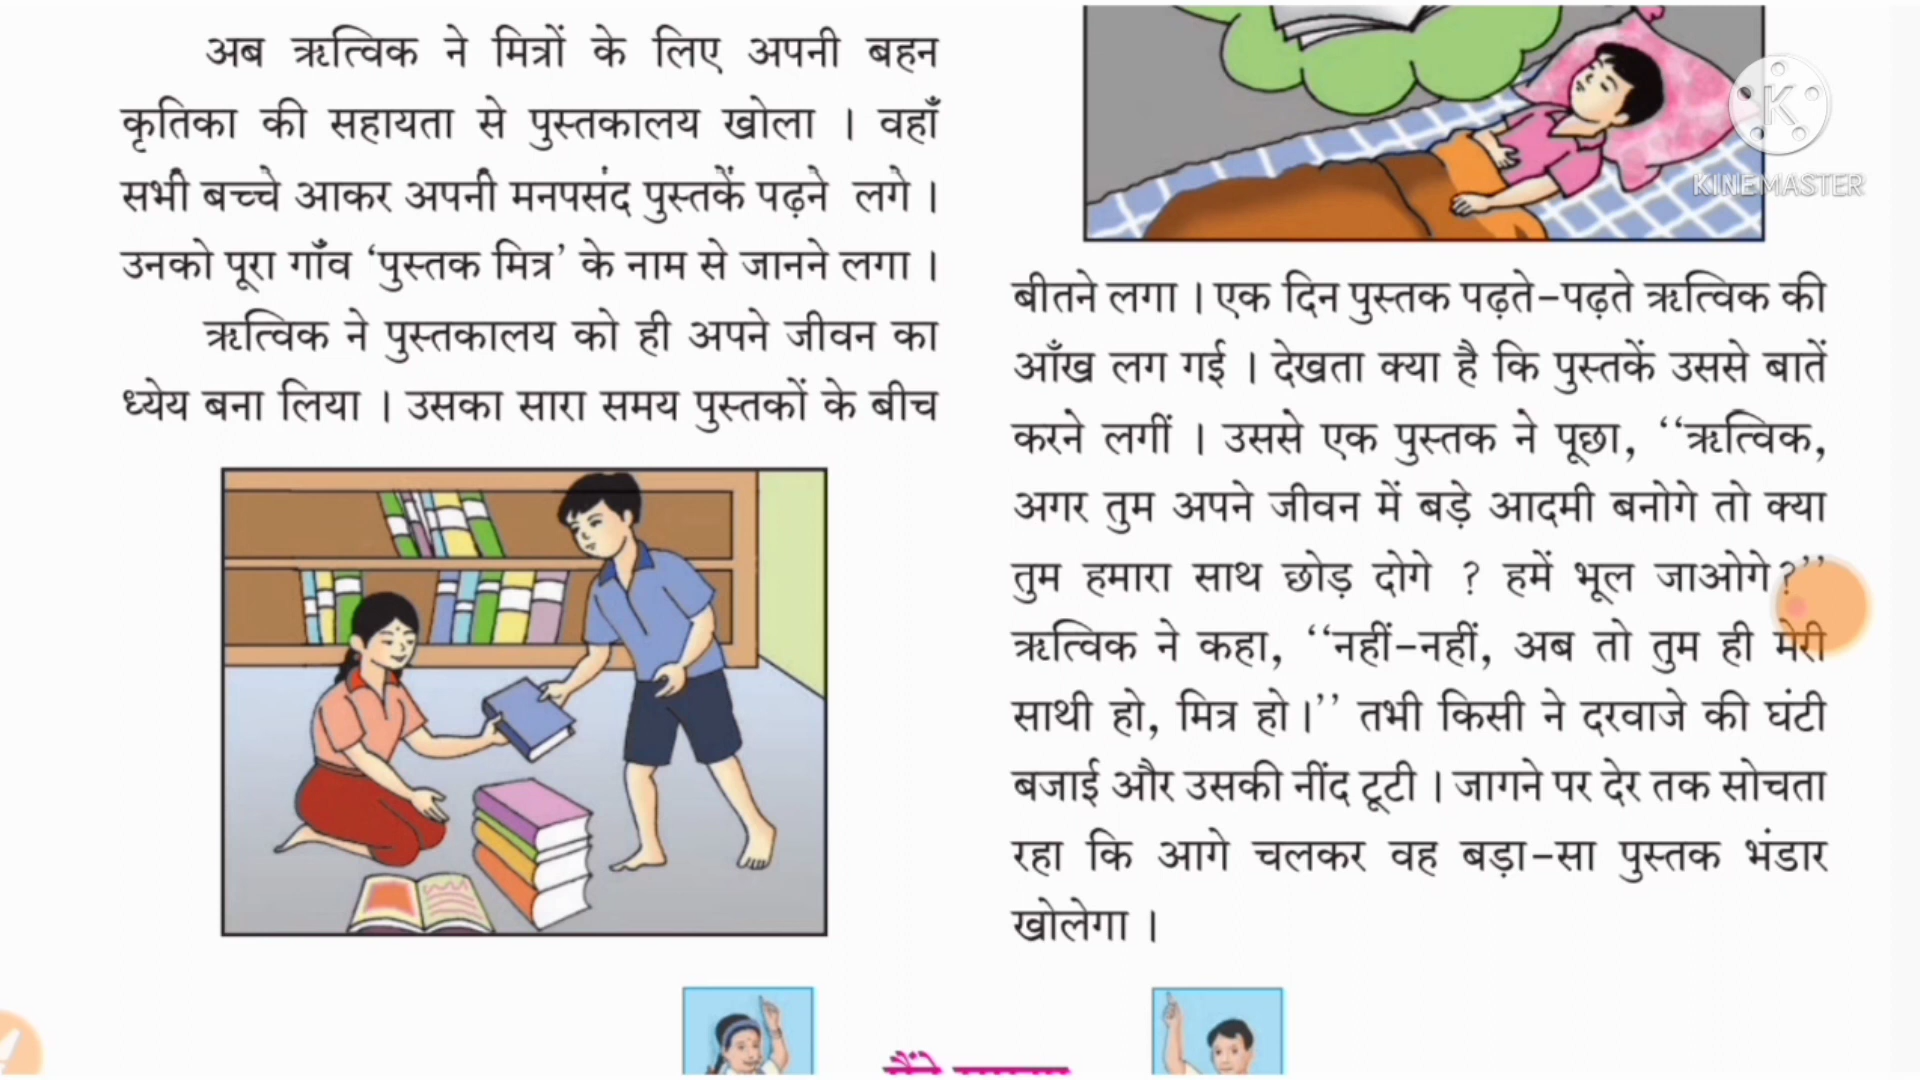 अब ऋत्विक ने मित्रों के लिए अपनी बहन
कृतिका की सहायता से पुस्तकालय खोला । वहाँ
सभी बच्चे आकर अपनी मनपसंद पुस्तकें पढ़ने लगे ।
उनको पूरा गाँव ‘पुस्तक मित्र’ के नाम से जानने लगा ।
ऋत्विक ने पुस्तकालय को ही अपने जीवन का
ध्येय बना लिया । उसका सारा समय पुस्तकों के बीच
बीतने लगा । एक दिन पुस्तक पढ़ते-पढ़ते ऋत्विक की
आँख लग गई । देखता क्या है कि पुस्तकें उससे बातें
करने लगीं । उससे एक पुस्तक ने पूछा, ‘‘ऋत्विक,
अगर तुम अपने जीवन में बड़े आदमी बनोगे तो क्या
तुम हमारा साथ छोड़ दोगे ? हमें भूल जाओगे?’’
ऋत्विक ने कहा, ‘‘नहीं-नहीं, अब तो तुम ही मेरी
साथी हो, मित्र हो।’’ तभी किसी ने दरवाजे की घंटी
बजाई और उसकी नींद टूटी । जागने पर देर तक सोचता
रहा कि आगे चलकर वह बड़ा-सा पुस्तक भंडार
खोलेगा ।
K
KINEMASTER